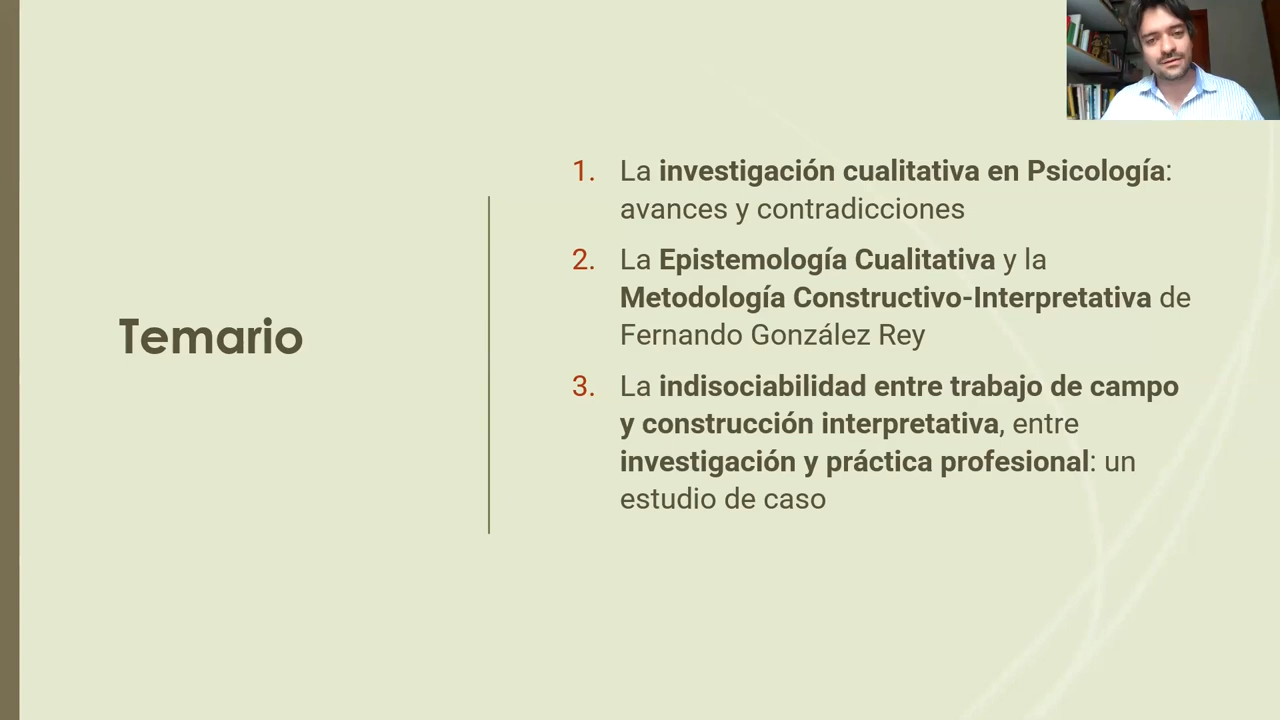 Temario
1. La investigación cualitativa en Psicología:
avances y contradicciones
2. La Epistemología Cualitativa y la
Metodología Constructivo-Interpretativa de
Fernando González Rey
3. La indisociabilidad entre trabajo de campo
y construcción interpretativa, entre
investigación y práctica profesional: un
estudio de caso